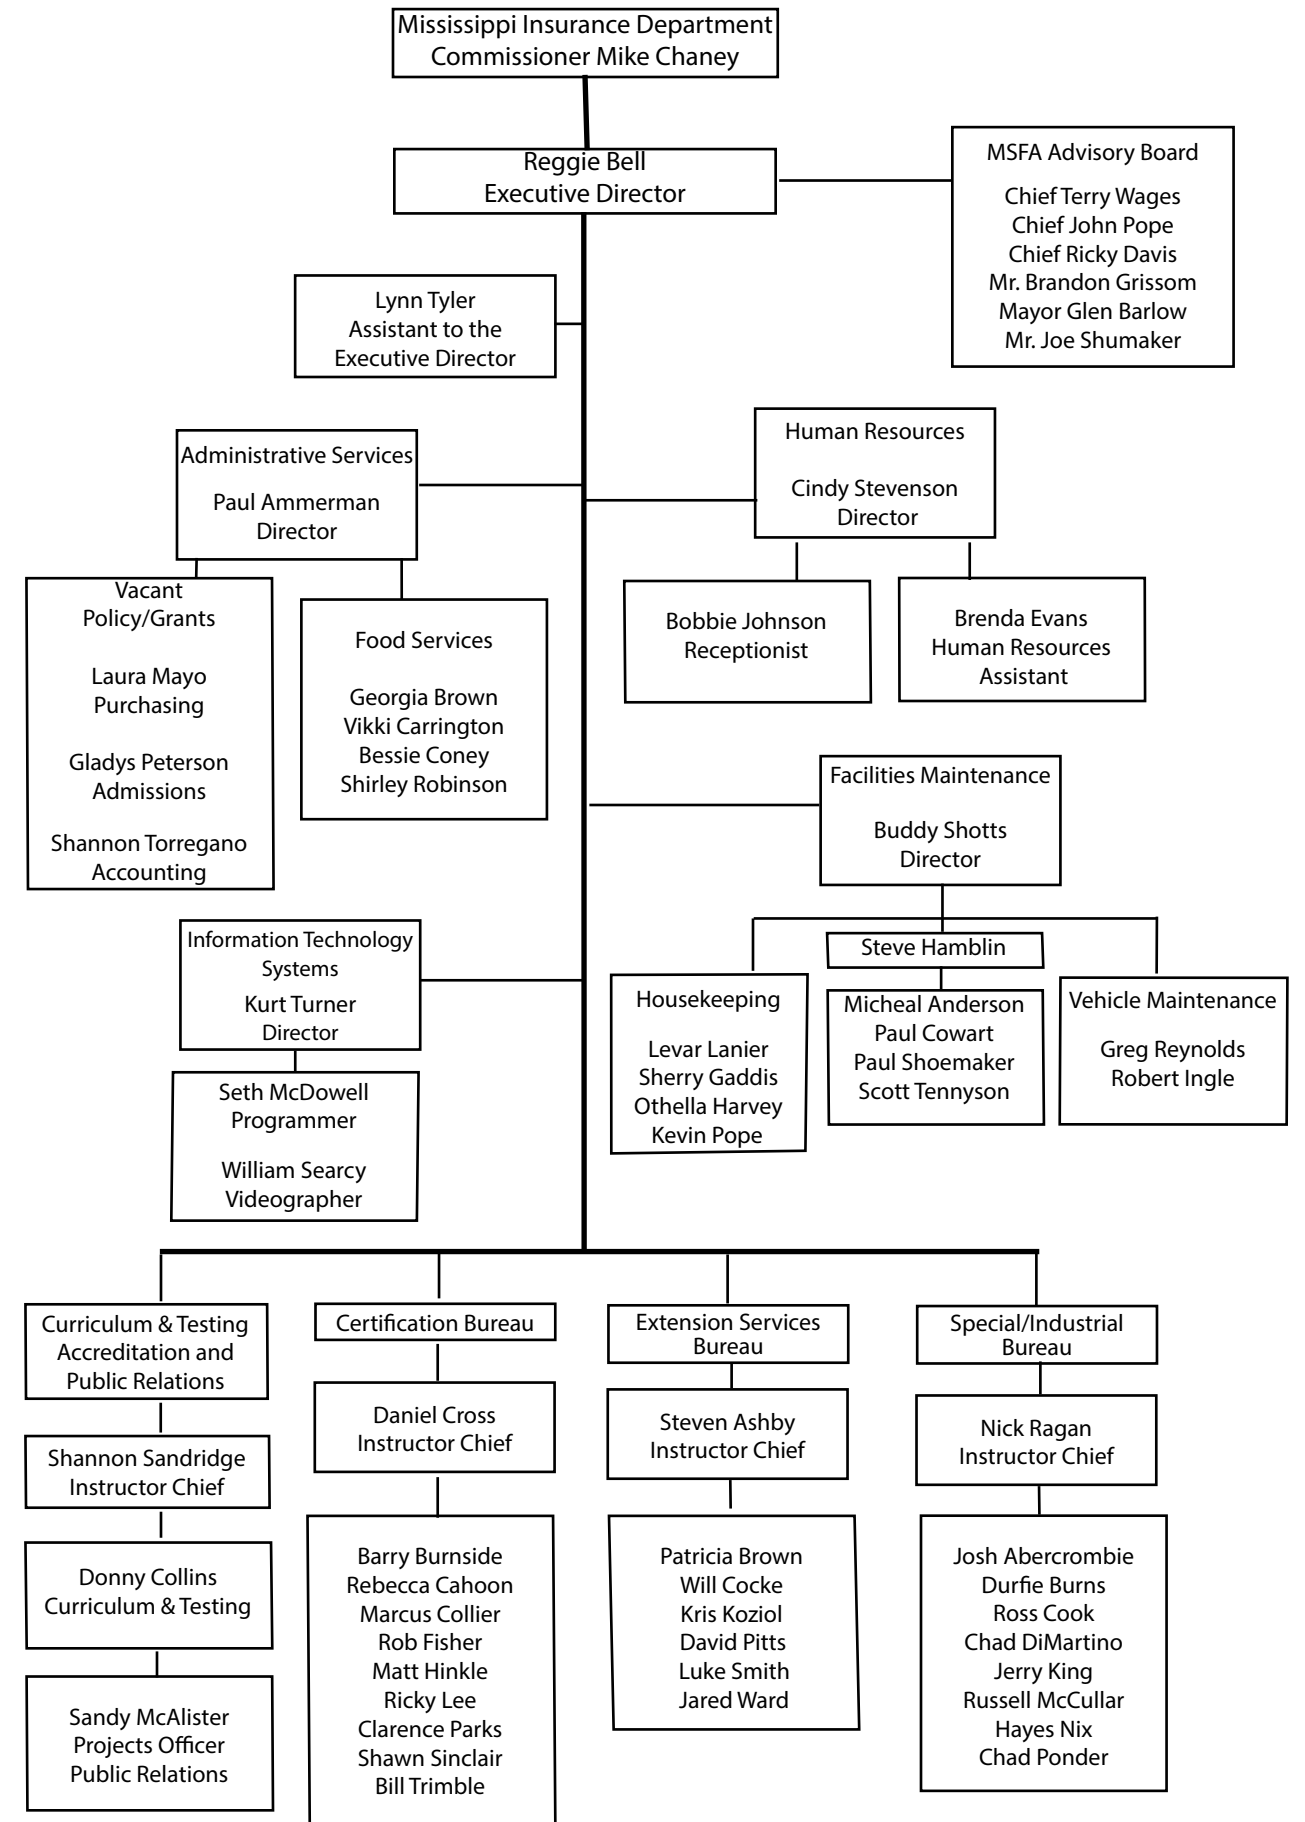 Mississippi Insurance Department
Commissioner Mike Chaney
Reggie Bell
Executive Director
MSFA Advisory Board
Chief Terry Wages
Chief John Pope
Chief Ricky Davis
Mr. Brandon Grissom
Mayor Glen Barlow
Mr. Joe Shumaker
Lynn Tyler
Assistant to the
Executive Director
Administrative Services
Paul Ammerman
Director
Human Resources
Cindy Stevenson
Director
Vacant
Policy/Grants
Laura Mayo
Purchasing
Gladys Peterson
Admissions
Shannon Torregano
Accounting
Food Services
Georgia Brown
Vikki Carrington
Bessie Coney
Shirley Robinson
Bobbie Johnson
Receptionist
Brenda Evans
Human Resources
Assistant
Facilities Maintenance
Buddy Shotts
Director
Information Technology
Systems
Kurt Turner
Director
Seth McDowell
Programmer
William Searcy
Videographer
Housekeeping
Levar Lanier
Sherry Gaddis
Othella Harvey
Kevin Pope
Steve Hamblin
Micheal Anderson
Paul Cowart
Paul Shoemaker
Scott Tennyson
Vehicle Maintenance
Greg Reynolds
Robert Ingle
Curriculum & Testing
Accreditation and
Public Relations
Shannon Sandridge
Instructor Chief
Donny Collins
Curriculum & Testing
Sandy McAlister
Projects Officer
Public Relations
Certification Bureau
Daniel Cross
Instructor Chief
Barry Burnside
Rebecca Cahoon
Marcus Collier
Rob Fisher
Matt Hinkle
Ricky Lee
Clarence Parks
Shawn Sinclair
Bill Trimble
Extension Services
Bureau
Steven Ashby
Instructor Chief
Patricia Brown
Will Cocke
Kris Koziol
David Pitts
Luke Smith
Jared Ward
Special/Industrial
Bureau
Nick Ragan
Instructor Chief
Josh Abercrombie
Durfie Burns
Ross Cook
Chad DiMartino
Jerry King
Russell McCullar
Hayes Nix
Chad Ponder